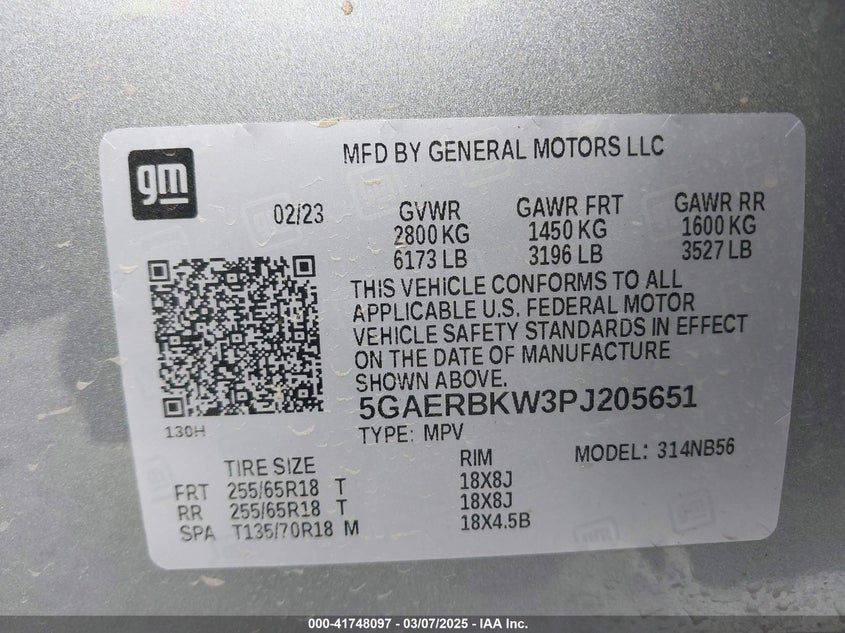 gm
MFD BY GENERAL MOTORS LLC
02/23 GVWR GAWR FRT GAWR RR
2800 KG 1450 KG 1600 KG
6173 LB 3196 LB 3527 LB
THIS VEHICLE CONFORMS TO ALL
APPLICABLE U.S. FEDERAL MOTOR
VEHICLE SAFETY STANDARDS IN EFFECT
ON THE DATE OF MANUFACTURE
SHOWN ABOVE.
5GAERBKW3PJ205651
130H
TYPE: MPV MODEL: 314NB56
TIRE SIZE RIM
FRT 255/65R18 T 18X8J
RR 255/65R18 T 18X8J
SPA T135/70R18 M 18X4.5B
000-41748097 - 03/07/2025 - IAA Inc.